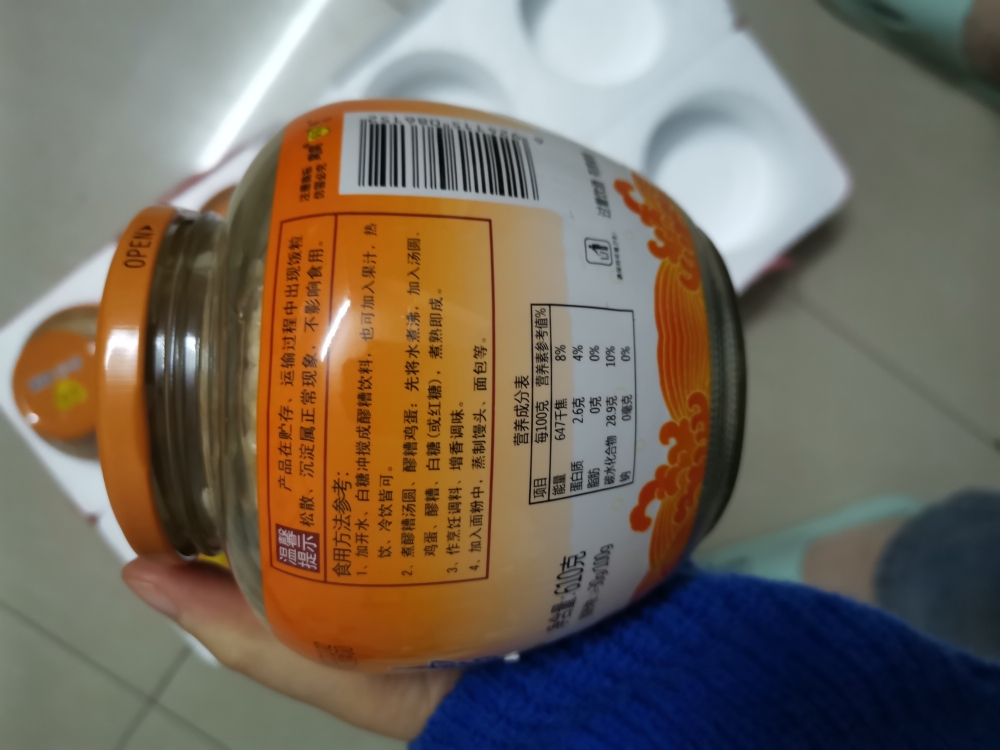 OPEN
温馨提示
产品在贮存、运输过程中出现饭粒
松散、沉淀属正常现象，不影响食用。
食用方法参考：
1、加开水、白糖冲搅成醪糟饮料，也可加入果汁，热
饮、冷饮皆可。
2、煮醪糟汤圆、醪糟鸡蛋：先将水煮沸，加入汤圆、
鸡蛋、醪糟、白糖（或红糖），煮熟即成。
3、作烹饪调料、增香调味。
4、加入面粉中，蒸制馒头、面包等。
营养成分表
项目 每100克 营养素参考值%
能量 647千焦 8%
蛋白质 2.6克 4%
脂肪 0克 0%
碳水化合物 28.9克 10%
钠 0毫克 0%
净含量:610克
仿冒必究